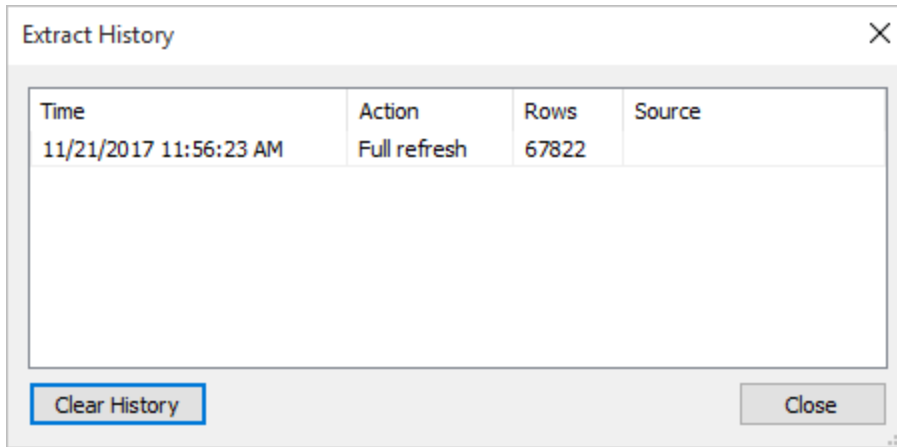 Extract History
Time Action Rows Source
11/21/2017 11:56:23 AM Full refresh 67822
Clear History Close